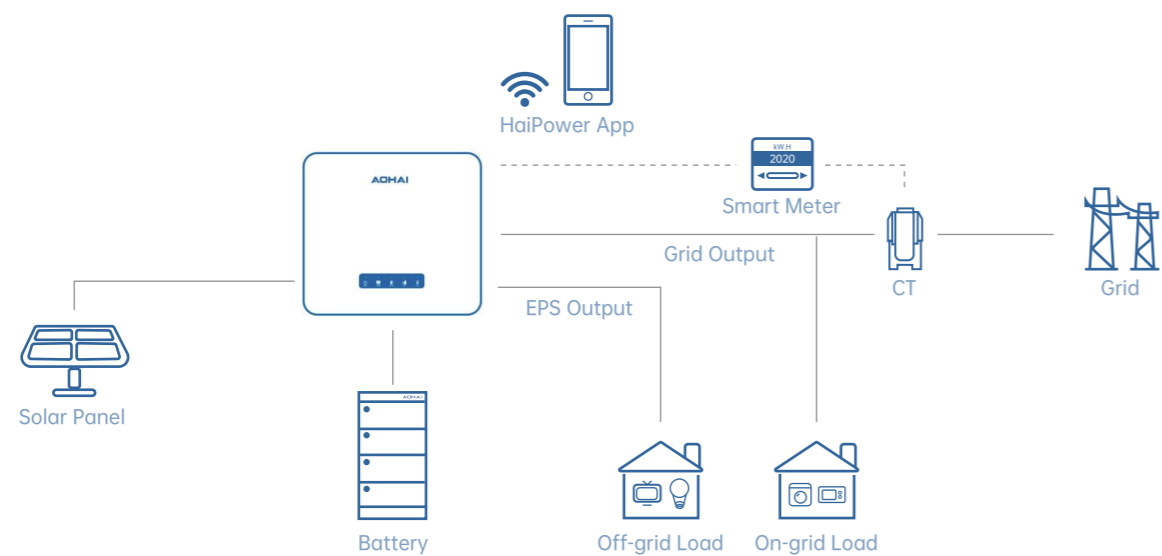 HaiPower App
AOHAI
kW.H
2020
Smart Meter
Grid Output
CT
Grid
EPS Output
Solar Panel
AOHAI
Battery
Off-grid Load
On-grid Load